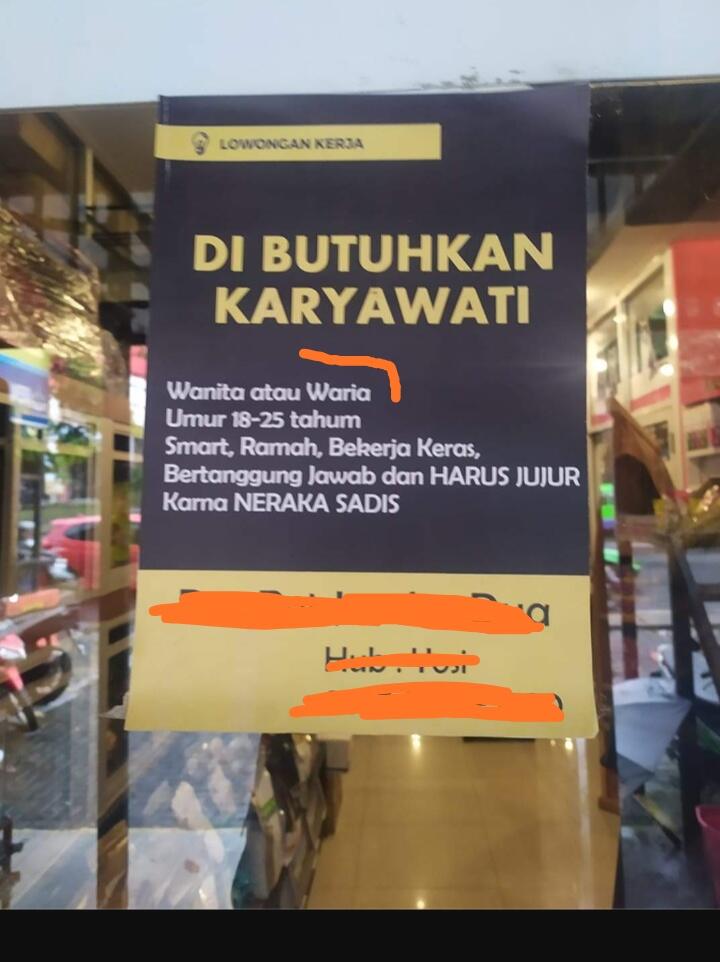 LOWONGAN KERJA
DI BUTUHKAN
KARYAWATI
Wanita atau Waria
Umur 18-25 tahum
Smart, Ramah, Bekerja Keras,
Bertanggung Jawab dan HARUS JUJUR
Karna NERAKA SADIS
Hub :